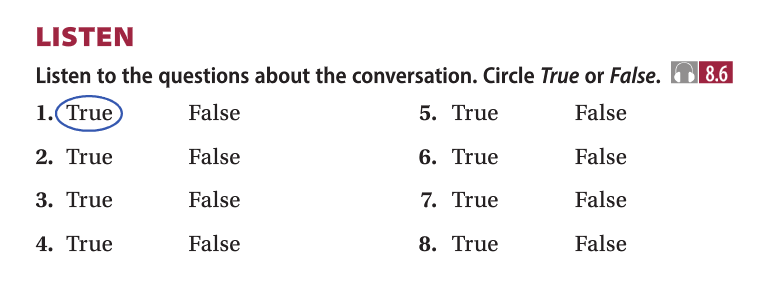 LISTEN
Listen to the questions about the conversation. Circle True or False. 8.6
1. True False 5. True False
2. True False 6. True False
3. True False 7. True False
4. True False 8. True False